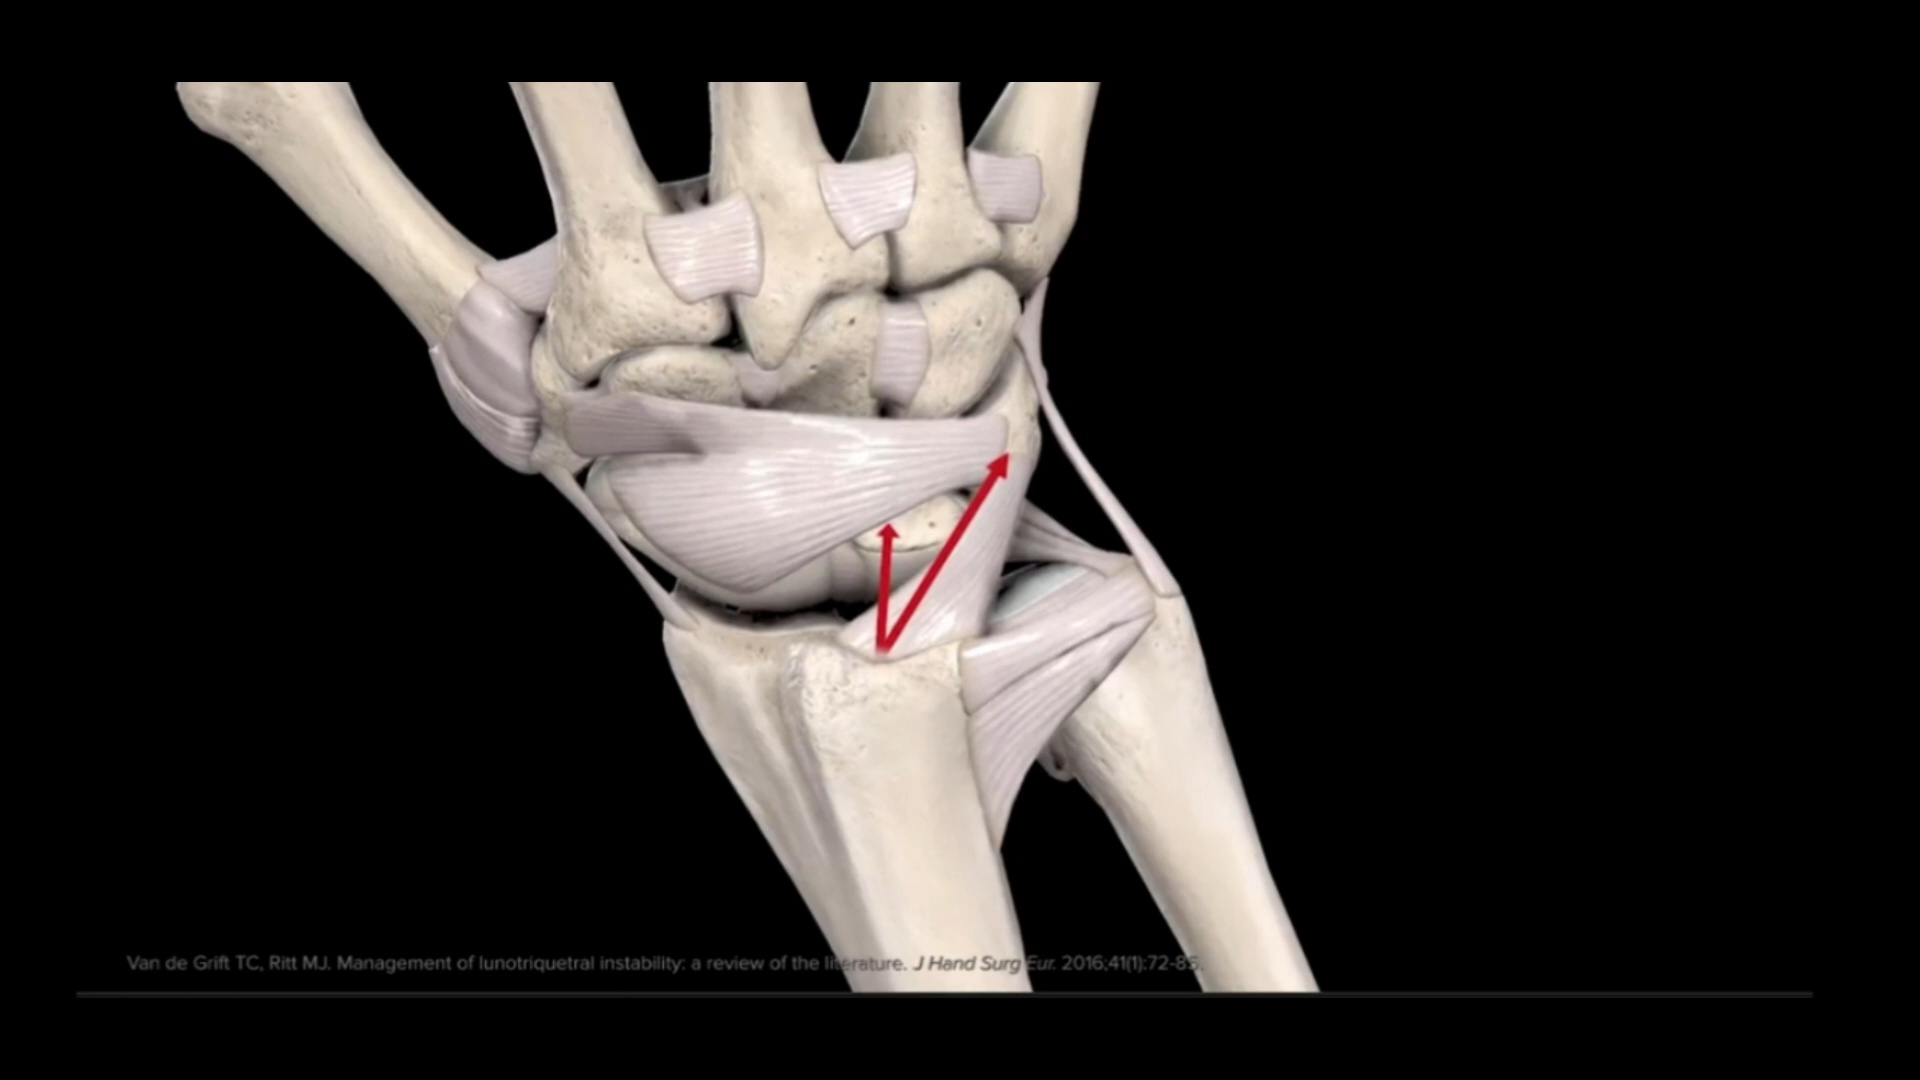 Van de Grift TC, Ritt MJ. Management of lunotriquetral instability: a review of the literature. J Hand Surg Eur. 2016;41(1):72-85.